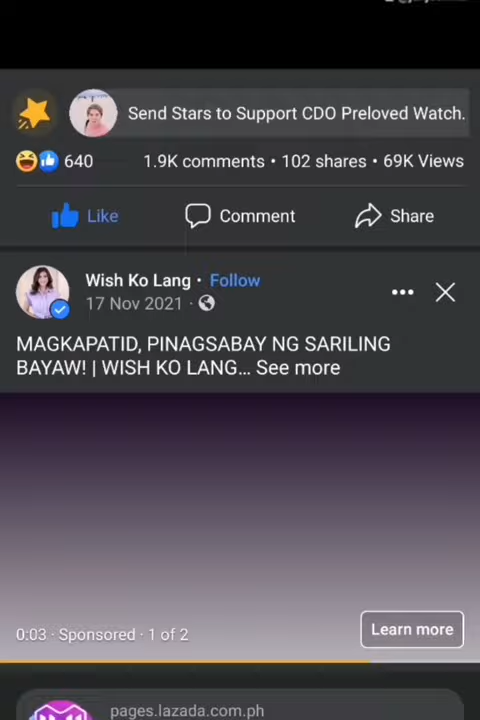 Send Stars to Support CDO Preloved Watch.
640 1.9K comments • 102 shares • 69K Views
Like Comment Share
Wish Ko Lang · Follow
17 Nov 2021 ·
MAGKAPATID, PINAGSABAY NG SARILING
BAYAW! | WISH KO LANG... See more
0:03 · Sponsored · 1 of 2 Learn more
pages.lazada.com.ph